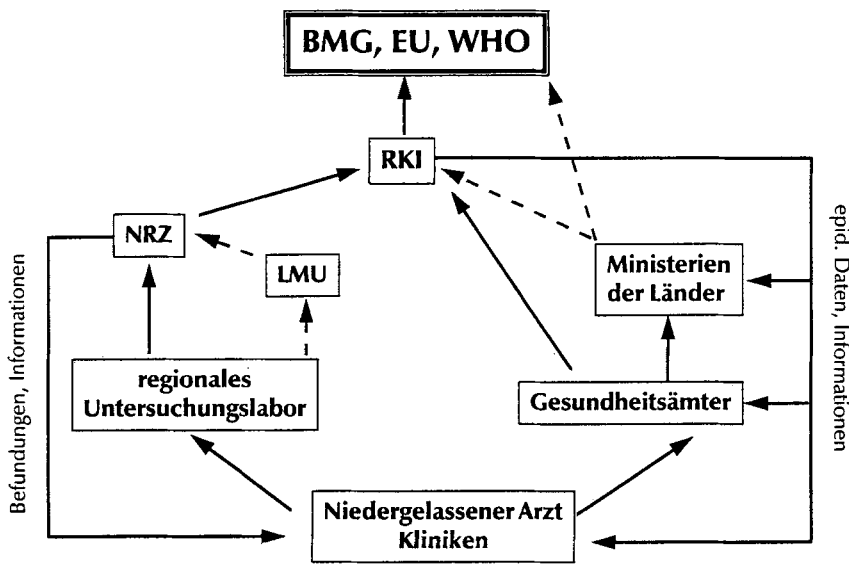 BMG, EU, WHO
RKI
NRZ
LMU
Ministerien
der Länder
regionales
Untersuchungslabor
Gesundheitsämter
Niedergelassener Arzt
Kliniken
Befundungen, Informationen
epid. Daten, Informationen